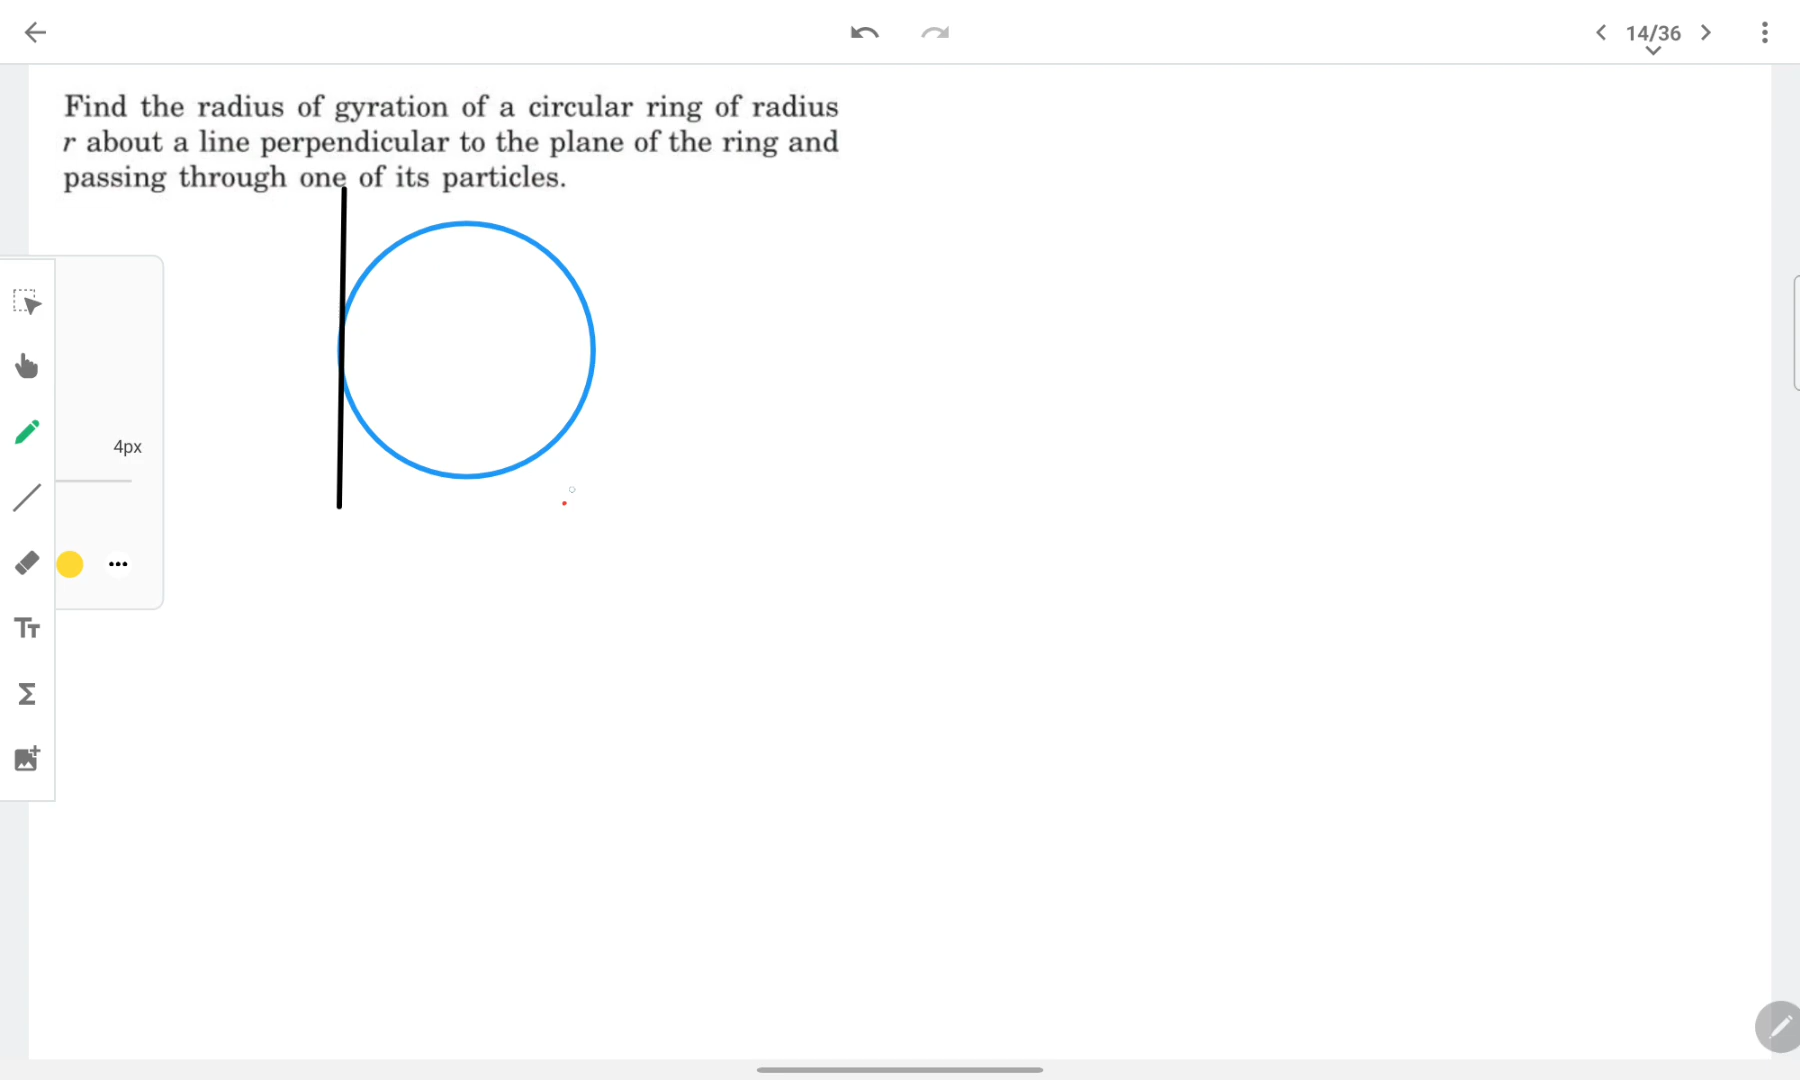 14/36
Find the radius of gyration of a circular ring of radius
r about a line perpendicular to the plane of the ring and
passing through one of its particles.
4px